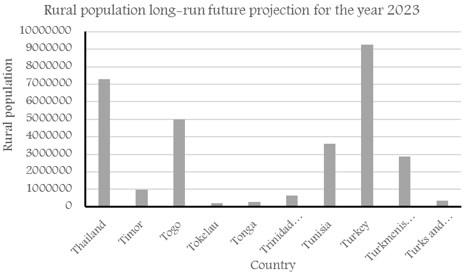 Rural population long-run future projection for the year 2023
10000000
9000000
8000000
7000000
6000000
5000000
4000000
3000000
2000000
1000000
0
Rural population
Thailand
Timor
Togo
Tokelau
Tonga
Trinidad...
Tunisia
Turkey
Turkmenis...
Turks and...
Country